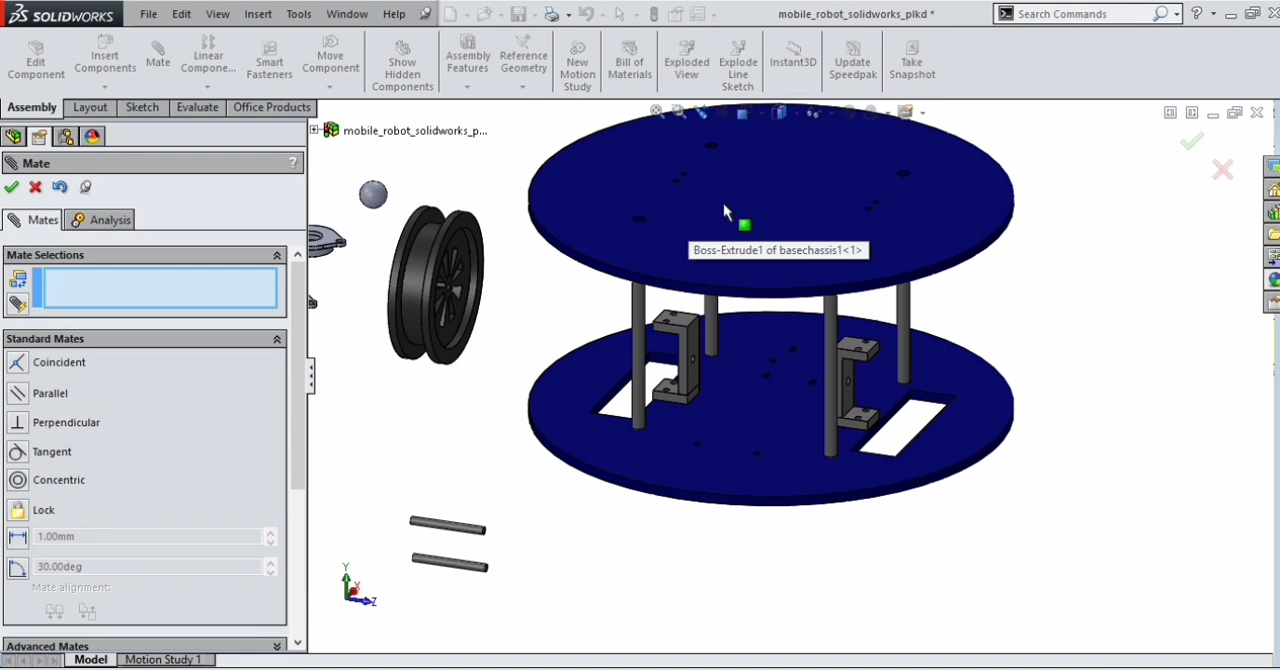 SOLIDWORKS File Edit View Insert Tools Window Help mobile_robot_solidworks_plkd * Search Commands ?
Edit Component
Insert Components
Mate
Linear Compone...
Smart Fasteners
Move Component
Show Hidden Components
Assembly Features
Reference Geometry
New Motion Study
Bill of Materials
Exploded View
Explode Line Sketch
Instant3D
Update Speedpak
Take Snapshot
Assembly Layout Sketch Evaluate Office Products
mobile_robot_solidworks_p...
Mate ?
Mates Analysis
Mate Selections
Boss-Extrude1 of basechassis1<1>
Standard Mates
Coincident
Parallel
Perpendicular
Tangent
Concentric
Lock
1.00mm
30.00deg
Mate alignment:
Advanced Mates
Y
X
Z
Model Motion Study 1